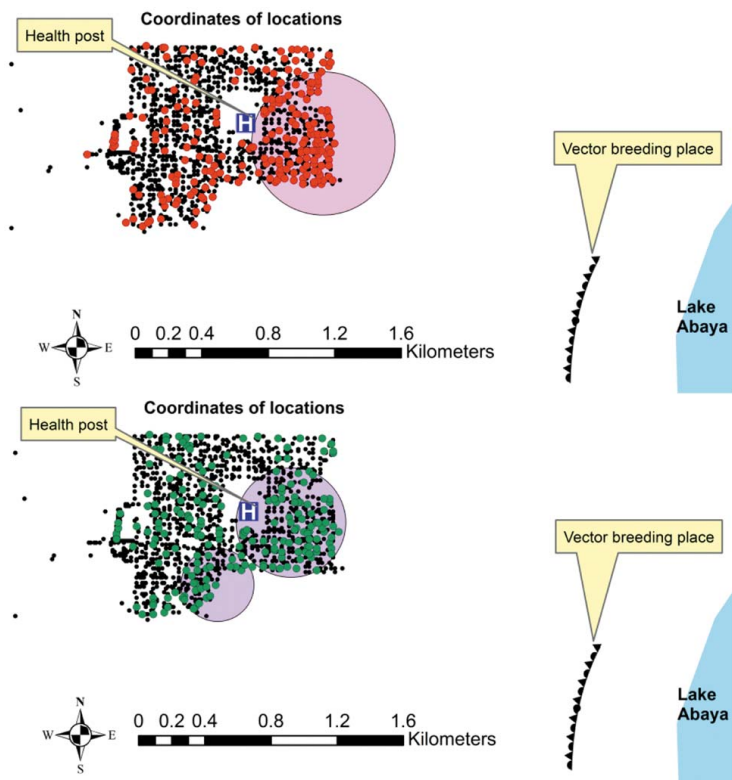 Coordinates of locations
Health post
H
Vector breeding place
N
W E
S
0 0.2 0.4 0.8 1.2 1.6
Kilometers
Lake
Abaya
Coordinates of locations
Health post
H
Vector breeding place
N
W E
S
0 0.2 0.4 0.8 1.2 1.6
Kilometers
Lake
Abaya